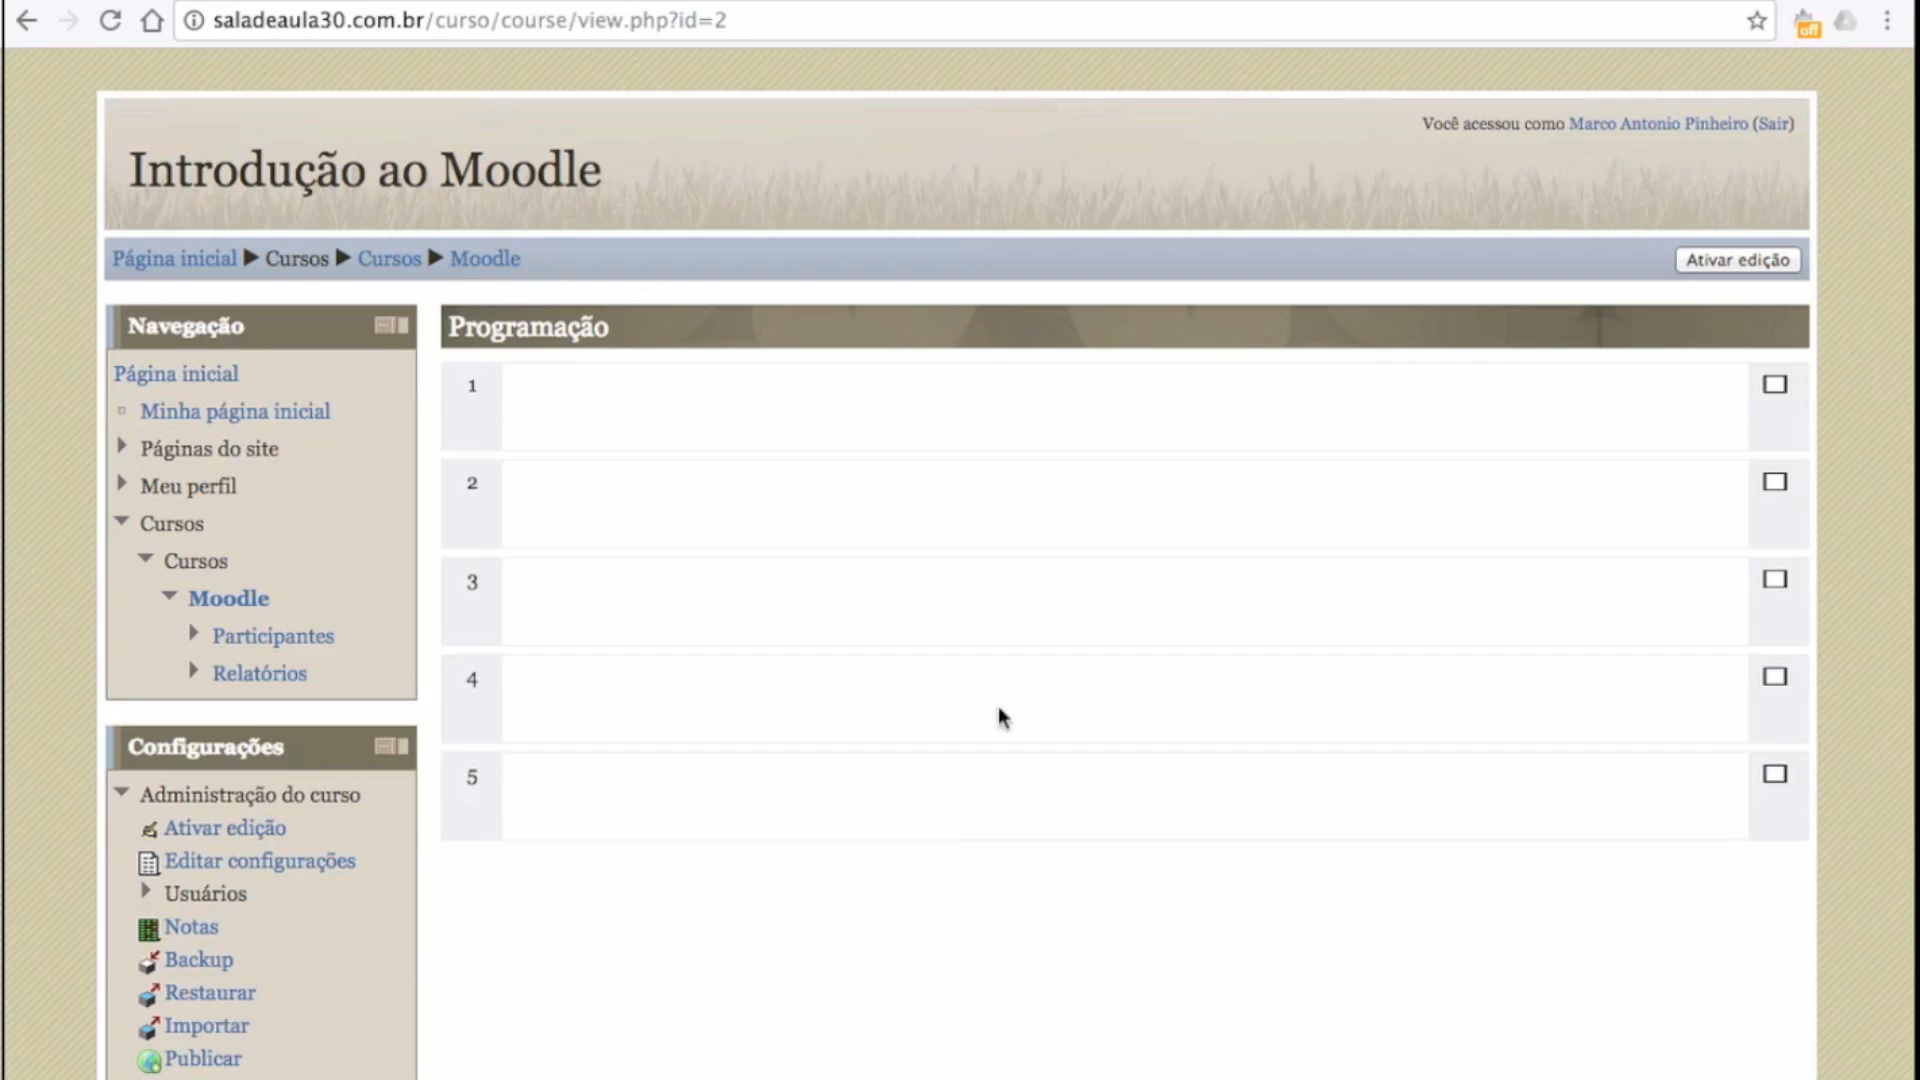 saladeaula30.com.br/curso/course/view.php?id=2
off
Você acessou como Marco Antonio Pinheiro (Sair)
Introdução ao Moodle
Página inicial ▶ Cursos ▶ Cursos ▶ Moodle
Ativar edição
Navegação
Página inicial
Minha página inicial
Páginas do site
Meu perfil
Cursos
Cursos
Moodle
Participantes
Relatórios
Configurações
Administração do curso
Ativar edição
Editar configurações
Usuários
Notas
Backup
Restaurar
Importar
Publicar
Programação
1
2
3
4
5